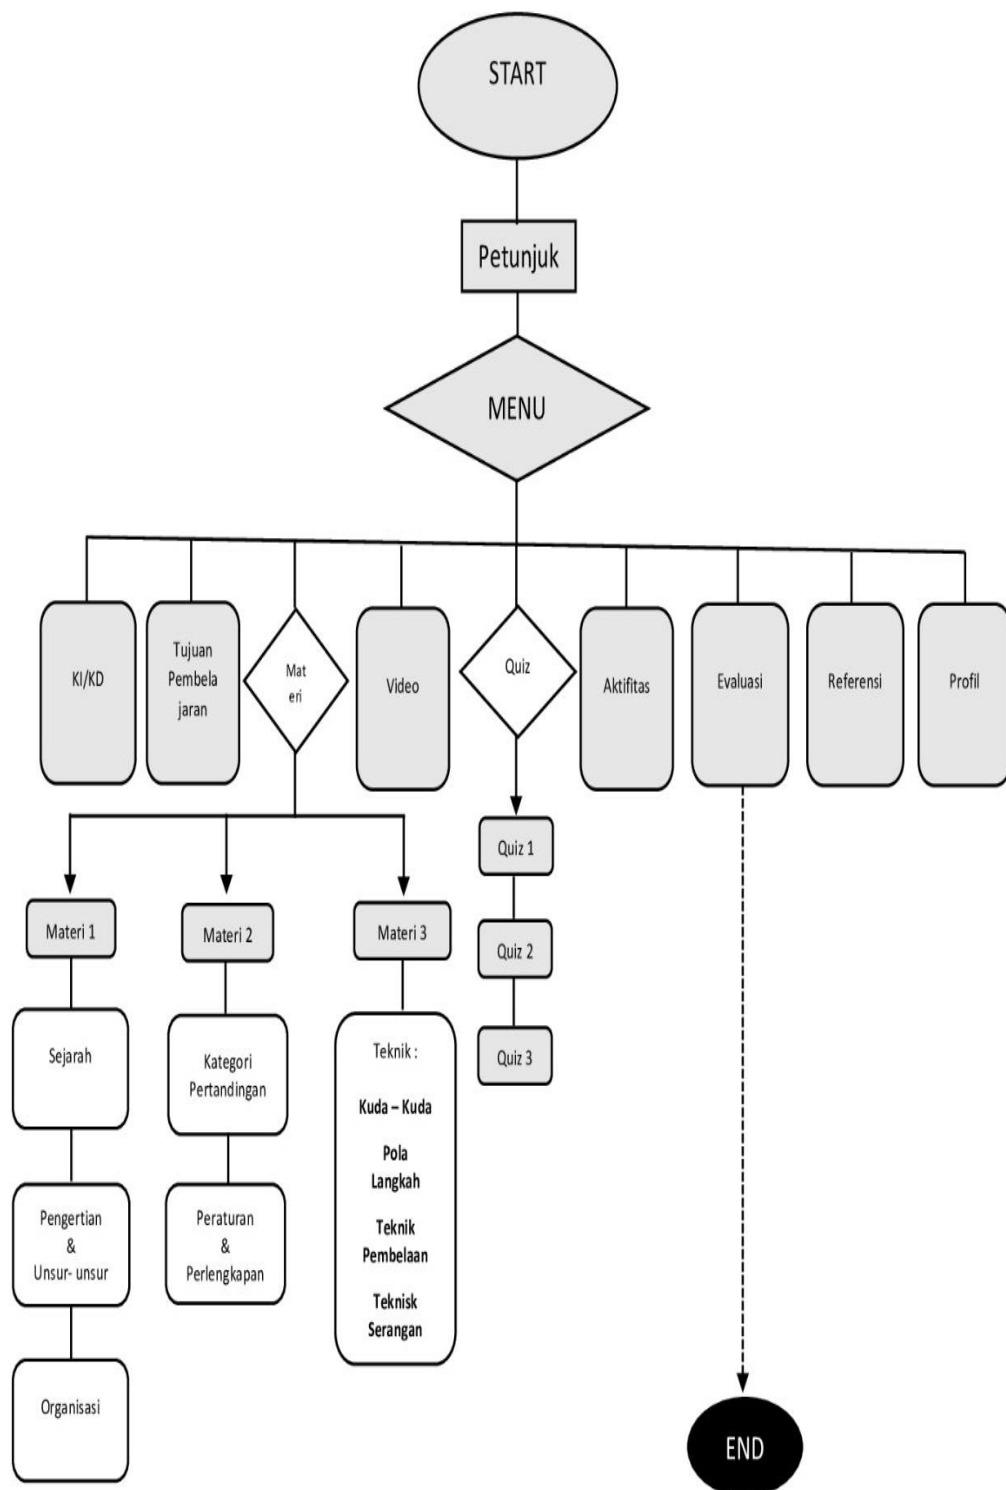 START
Petunjuk
MENU
KI/KD
Tujuan
Pembela
jaran
Mat
eri
Video
Quiz
Aktifitas
Evaluasi
Referensi
Profil
Materi 1
Materi 2
Materi 3
Quiz 1
Quiz 2
Quiz 3
Sejarah
Pengertian
&
Unsur- unsur
Organisasi
Kategori
Pertandingan
Peraturan
&
Perlengkapan
Teknik :
Kuda – Kuda
Pola
Langkah
Teknik
Pembelaan
Teknisk
Serangan
END